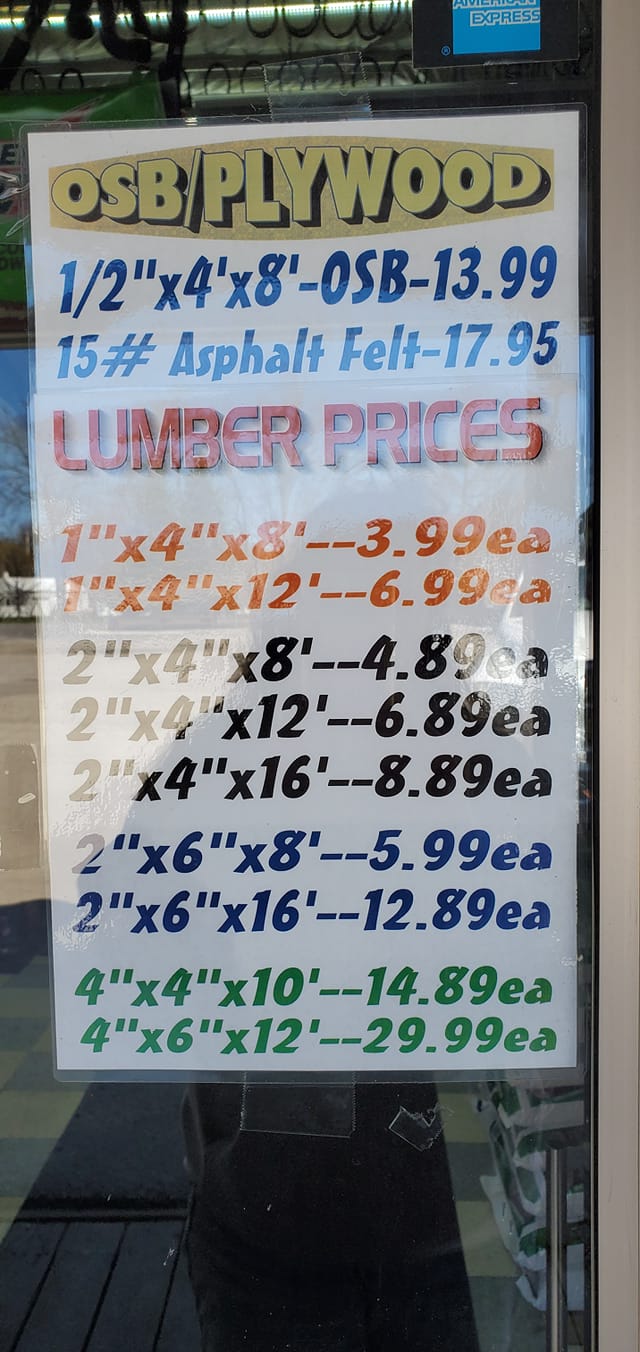 AMERICAN
EXPRESS
OSB/PLYWOOD
1/2"x4'x8'-OSB-13.99
15# Asphalt Felt-17.95
LUMBER PRICES
1"x4"x8'--3.99ea
1"x4"x12'--6.99ea
2"x4"x8'--4.89ea
2"x4"x12'--6.89ea
2"x4"x16'--8.89ea
2"x6"x8'--5.99ea
2"x6"x16'--12.89ea
4"x4"x10'--14.89ea
4"x6"x12'--29.99ea